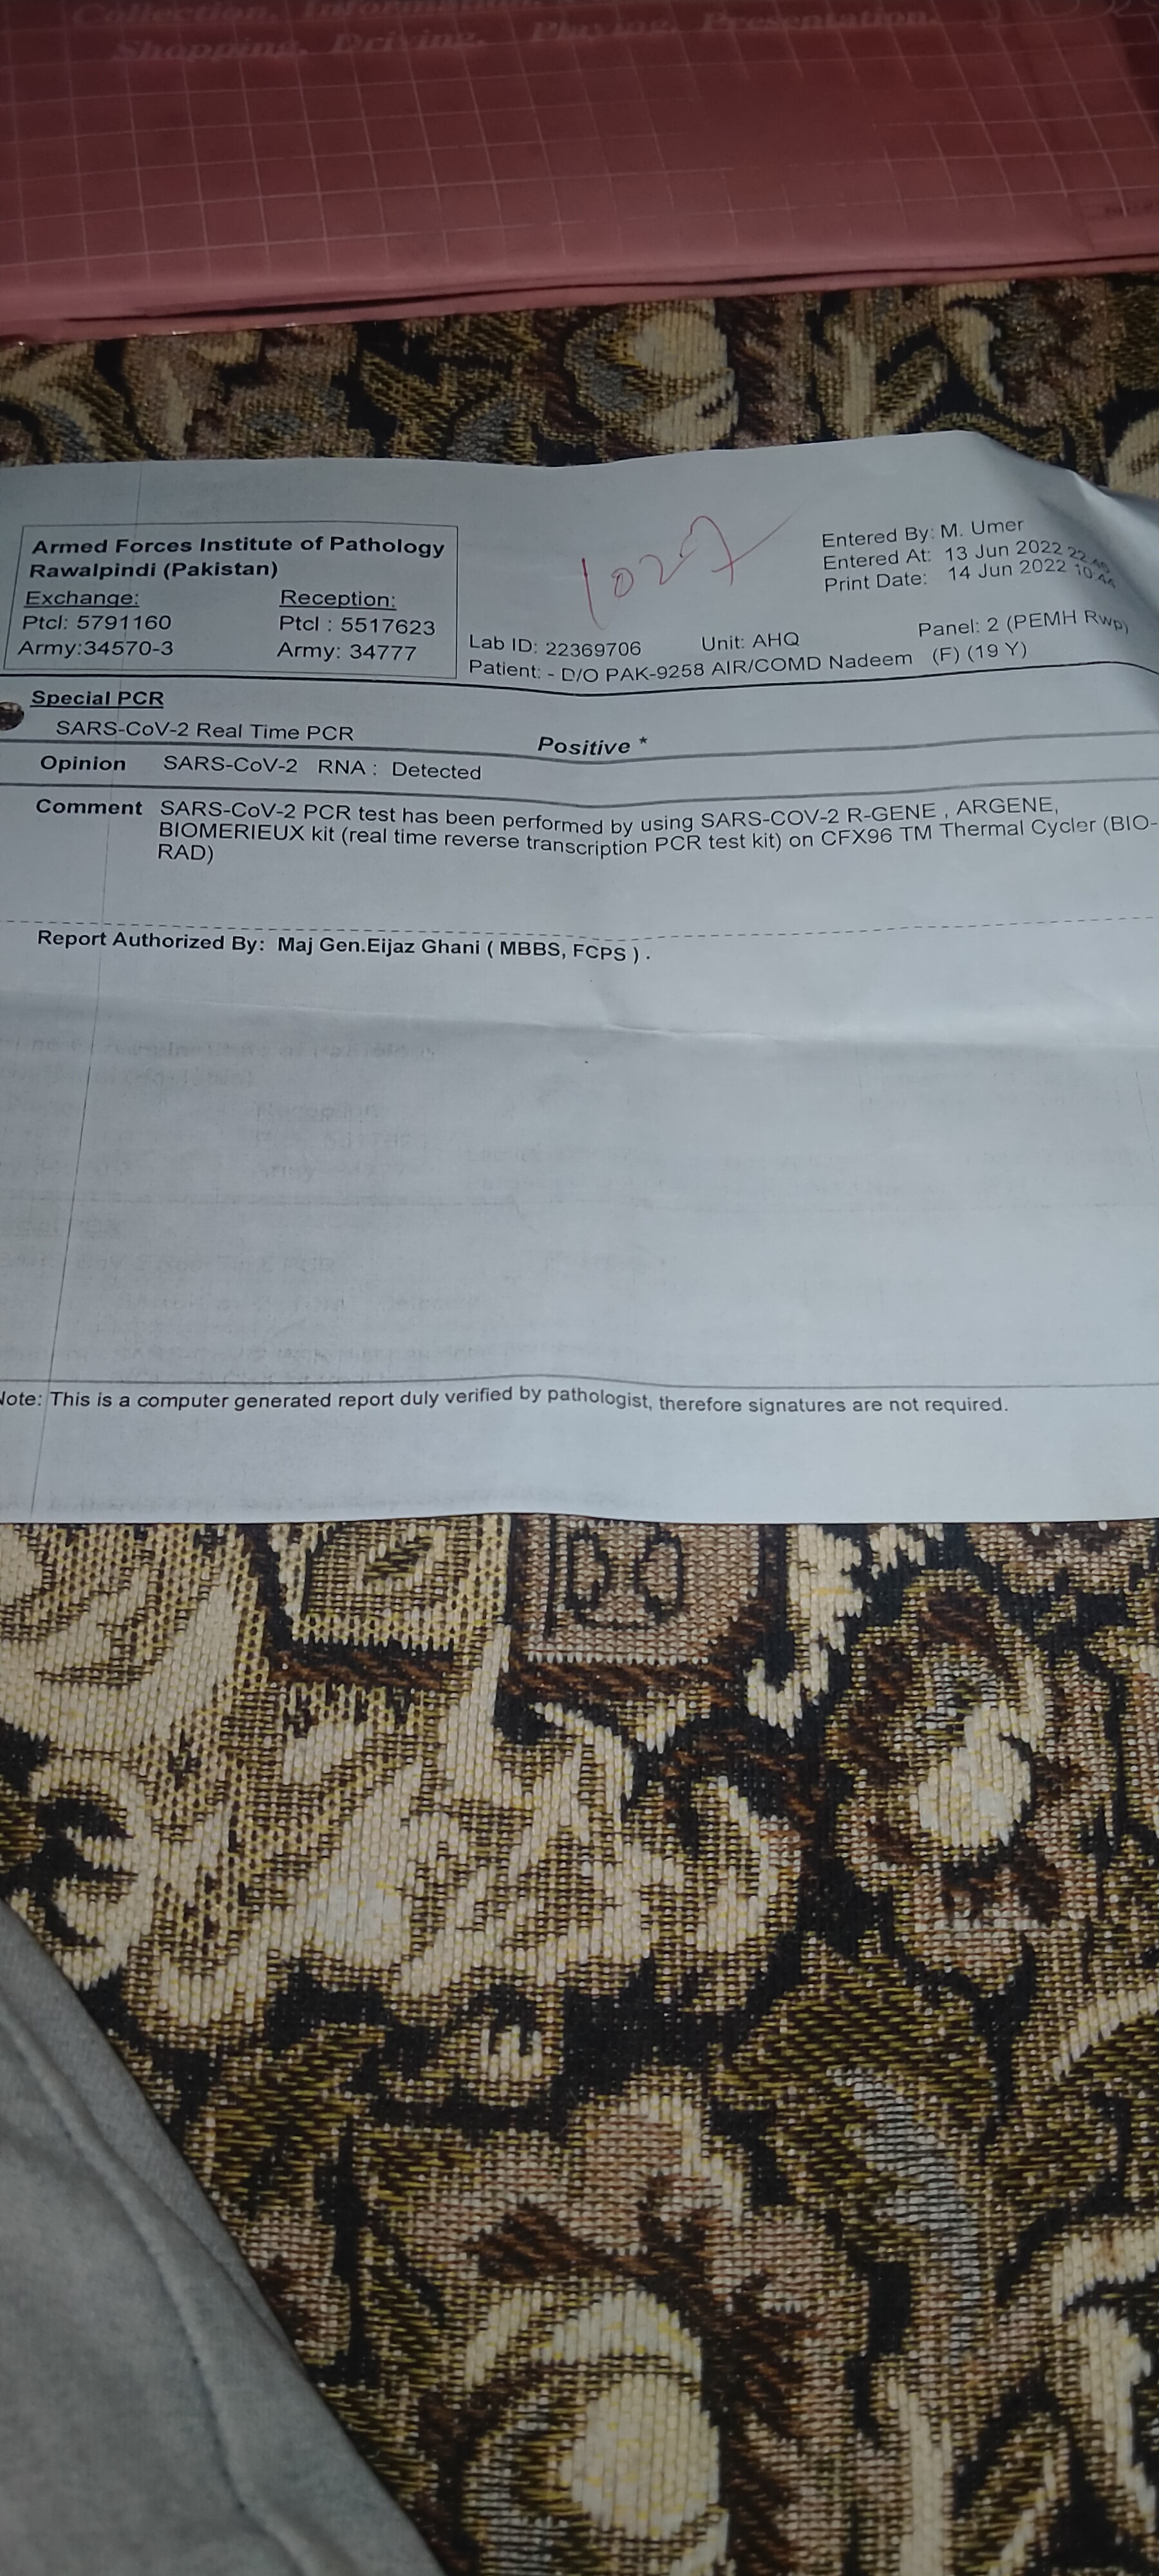 Collection, Information,
Shopping, Driving, Playing, Presentation.
1027
Armed Forces Institute of Pathology
Rawalpindi (Pakistan)
Exchange: Reception:
Ptcl: 5791160 Ptcl : 5517623
Army:34570-3 Army: 34777
Entered By: M. Umer
Entered At: 13 Jun 2022
Print Date: 14 Jun 2022 10:44
Lab ID: 22369706 Unit: AHQ Panel: 2 (PEMH Rwp)
Patient: - D/O PAK-9258 AIR/COMD Nadeem (F) (19 Y)
Special PCR
SARS-CoV-2 Real Time PCR Positive *
Opinion SARS-CoV-2 RNA : Detected
Comment SARS-CoV-2 PCR test has been performed by using SARS-COV-2 R-GENE , ARGENE,
BIOMERIEUX kit (real time reverse transcription PCR test kit) on CFX96 TM Thermal Cycler (BIO-
RAD)
Report Authorized By: Maj Gen.Eijaz Ghani ( MBBS, FCPS ) .
Note: This is a computer generated report duly verified by pathologist, therefore signatures are not required.